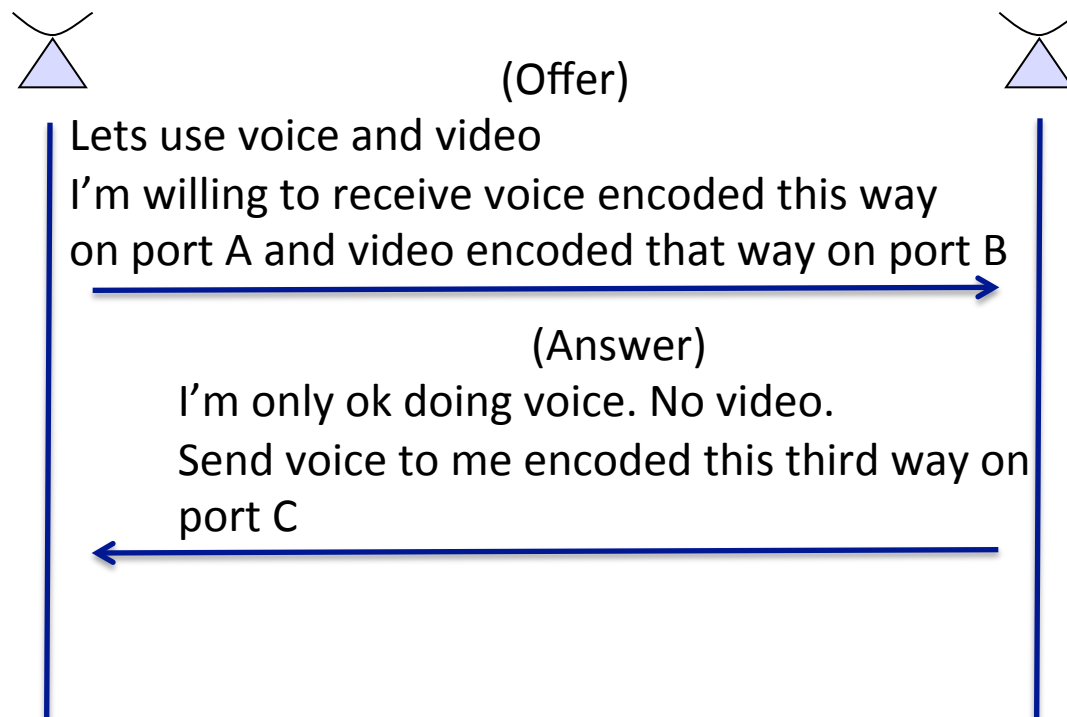 (Offer)
Lets use voice and video
I’m willing to receive voice encoded this way
on port A and video encoded that way on port B
(Answer)
I’m only ok doing voice. No video.
Send voice to me encoded this third way on
port C